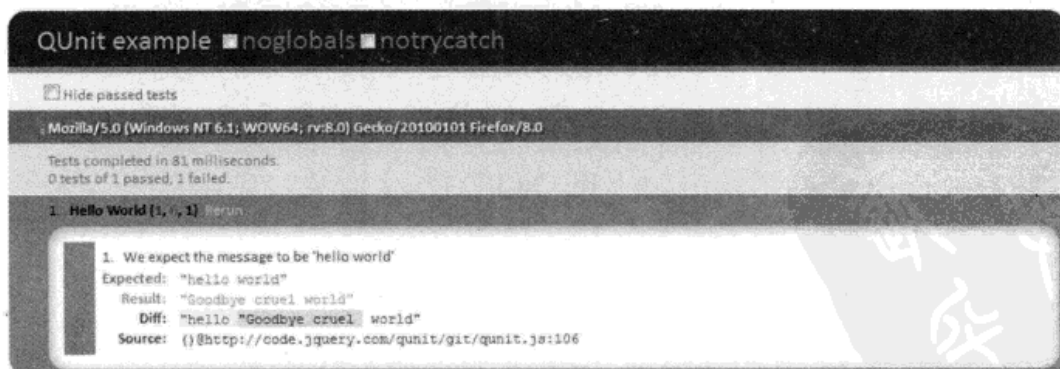 QUnit example noglobals notrycatch
Hide passed tests
Mozilla/5.0 (Windows NT 6.1; WOW64; rv:8.0) Gecko/20100101 Firefox/8.0
Tests completed in 81 milliseconds.
0 tests of 1 passed, 1 failed.
1. Hello World (1, 0, 1) Rerun
1. We expect the message to be 'hello world'
Expected: "hello world"
Result: "Goodbye cruel world"
Diff: "hello "Goodbye cruel world"
Source: ()@http://code.jquery.com/qunit/git/qunit.js:106